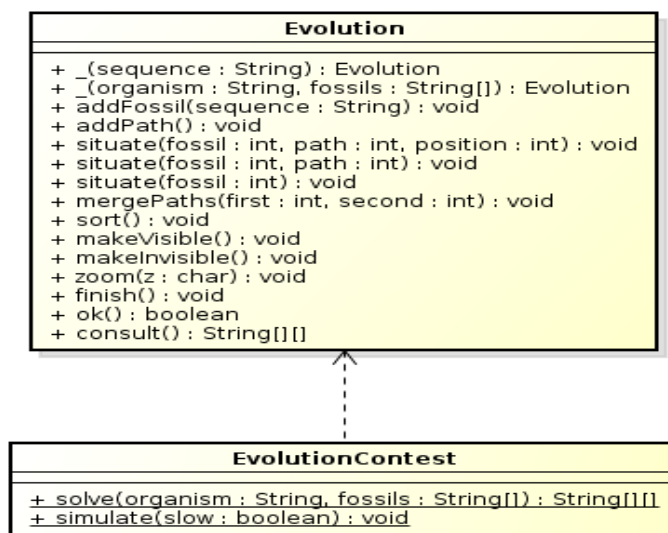 Evolution
+ _(sequence : String) : Evolution
+ _(organism : String, fossils : String[]) : Evolution
+ addFossil(sequence : String) : void
+ addPath() : void
+ situate(fossil : int, path : int, position : int) : void
+ situate(fossil : int, path : int) : void
+ situate(fossil : int) : void
+ mergePaths(first : int, second : int) : void
+ sort() : void
+ makeVisible() : void
+ makeInvisible() : void
+ zoom(z : char) : void
+ finish() : void
+ ok() : boolean
+ consult() : String[][]
EvolutionContest
+ solve(organism : String, fossils : String[]) : String[][]
+ simulate(slow : boolean) : void